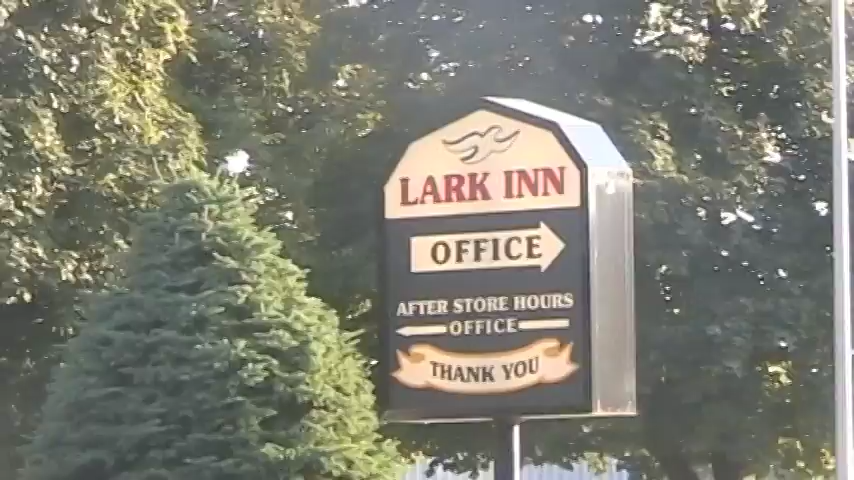 LARK INN
OFFICE
AFTER STORE HOURS
OFFICE
THANK YOU